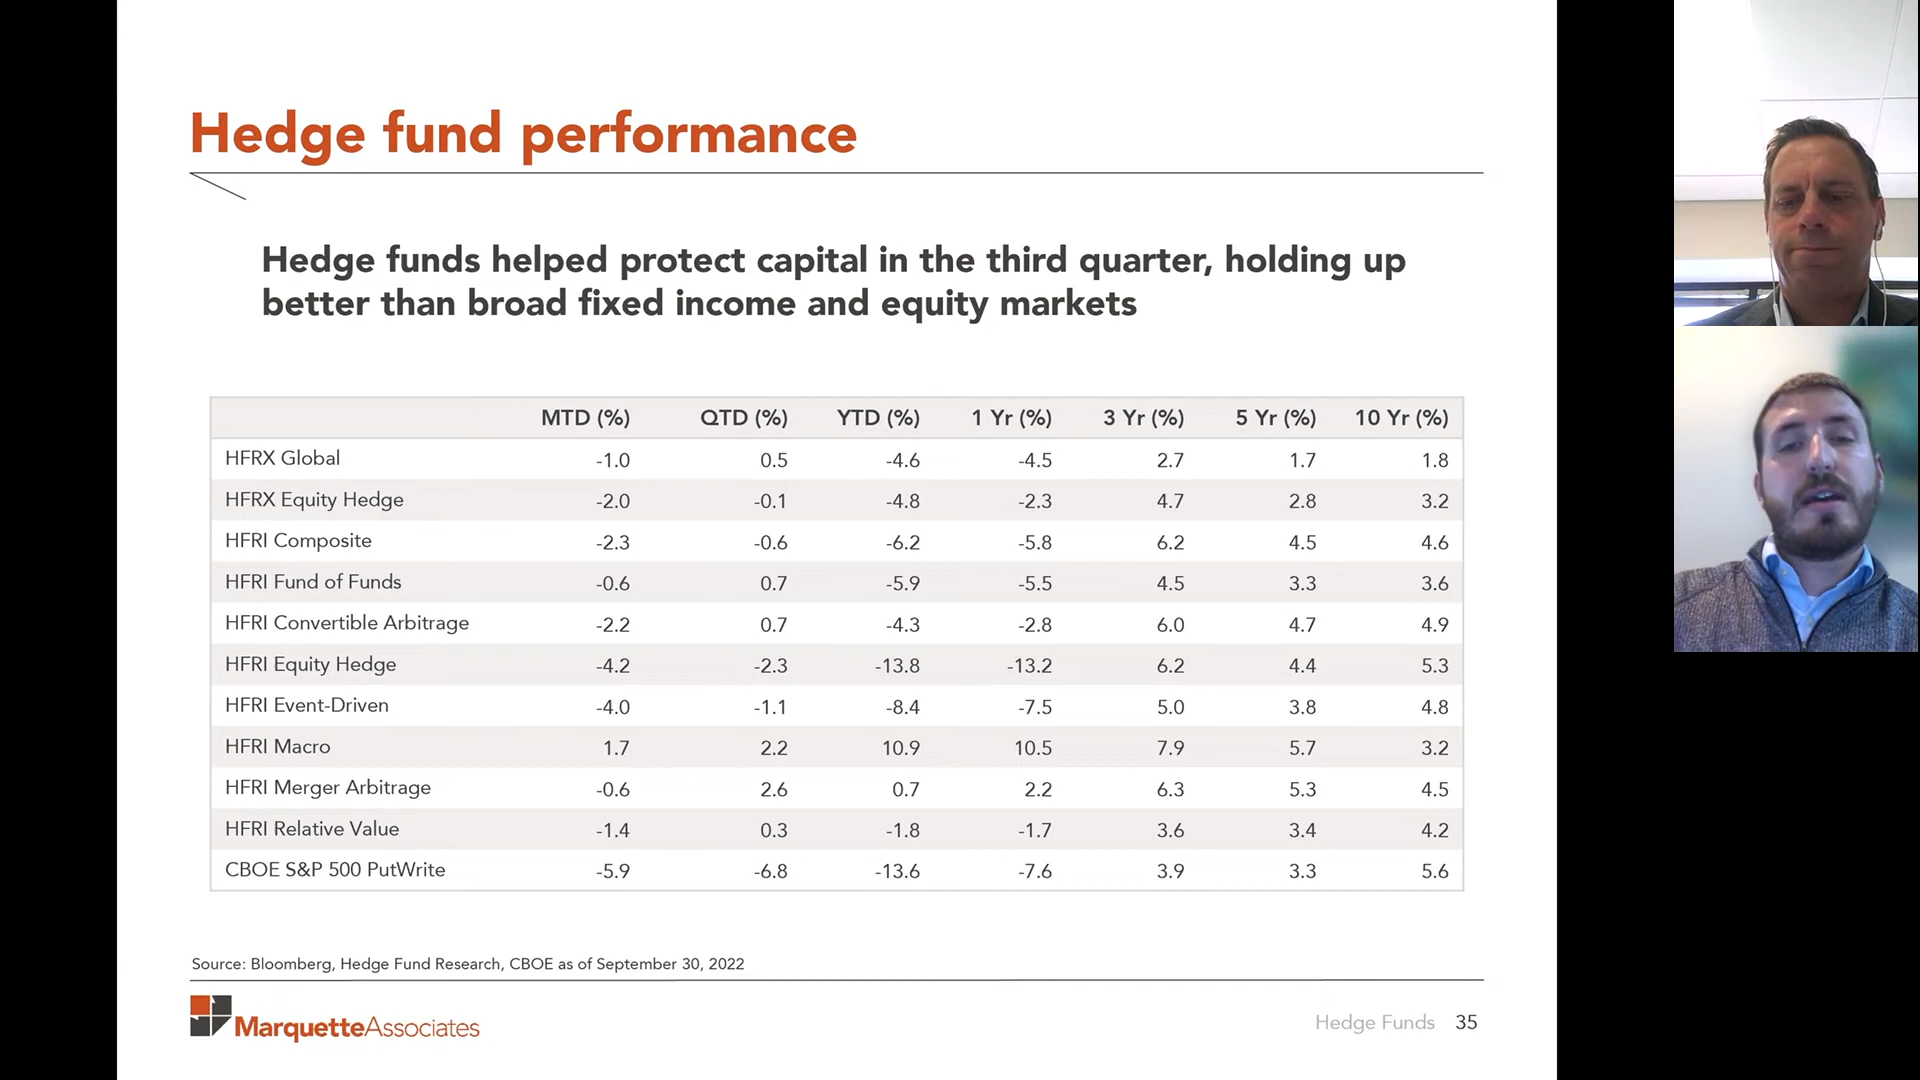 Hedge fund performance
Hedge funds helped protect capital in the third quarter, holding up
better than broad fixed income and equity markets
MTD (%) QTD (%) YTD (%) 1 Yr (%) 3 Yr (%) 5 Yr (%) 10 Yr (%)
HFRX Global -1.0 0.5 -4.6 -4.5 2.7 1.7 1.8
HFRX Equity Hedge -2.0 -0.1 -4.8 -2.3 4.7 2.8 3.2
HFRI Composite -2.3 -0.6 -6.2 -5.8 6.2 4.5 4.6
HFRI Fund of Funds -0.6 0.7 -5.9 -5.5 4.5 3.3 3.6
HFRI Convertible Arbitrage -2.2 0.7 -4.3 -2.8 6.0 4.7 4.9
HFRI Equity Hedge -4.2 -2.3 -13.8 -13.2 6.2 4.4 5.3
HFRI Event-Driven -4.0 -1.1 -8.4 -7.5 5.0 3.8 4.8
HFRI Macro 1.7 2.2 10.9 10.5 7.9 5.7 3.2
HFRI Merger Arbitrage -0.6 2.6 0.7 2.2 6.3 5.3 4.5
HFRI Relative Value -1.4 0.3 -1.8 -1.7 3.6 3.4 4.2
CBOE S&P 500 PutWrite -5.9 -6.8 -13.6 -7.6 3.9 3.3 5.6
Source: Bloomberg, Hedge Fund Research, CBOE as of September 30, 2022
MarquetteAssociates
Hedge Funds 35